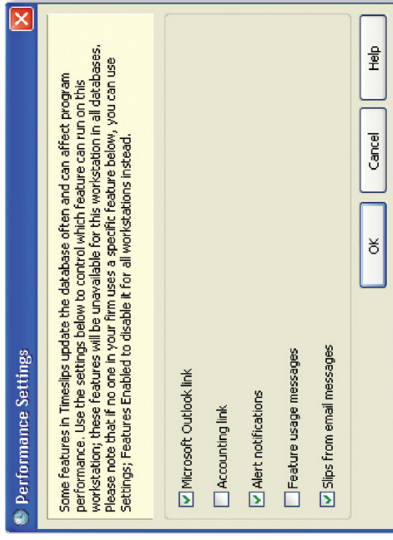 Performance Settings
Some features in Timeslips update the database often and can affect program
performance. Use the settings below to control which feature can run on this
workstation; these features will be unavailable for this workstation in all databases.
Please note that if no one in your firm uses a specific feature below, you can use
Settings; Features Enabled to disable it for all workstations instead.
Microsoft Outlook link
Accounting link
Alert notifications
Feature usage messages
Slips from email messages
OK
Cancel
Help